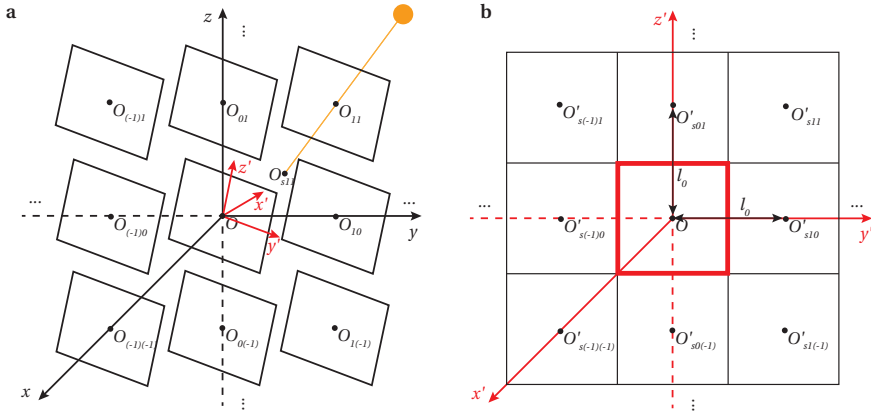 a
z
...
O(-1)1
O01
O11
Os11
z'
x'
...
...
O(-1)0
O
O10
y
y'
O(-1)(-1)
O0(-1)
O1(-1)
x
...
b
z'
...
O's(-1)1
O's01
O's11
l0
...
l0
...
O's(-1)0
O
O's10
y'
O's(-1)(-1)
O's0(-1)
O's1(-1)
x'
...